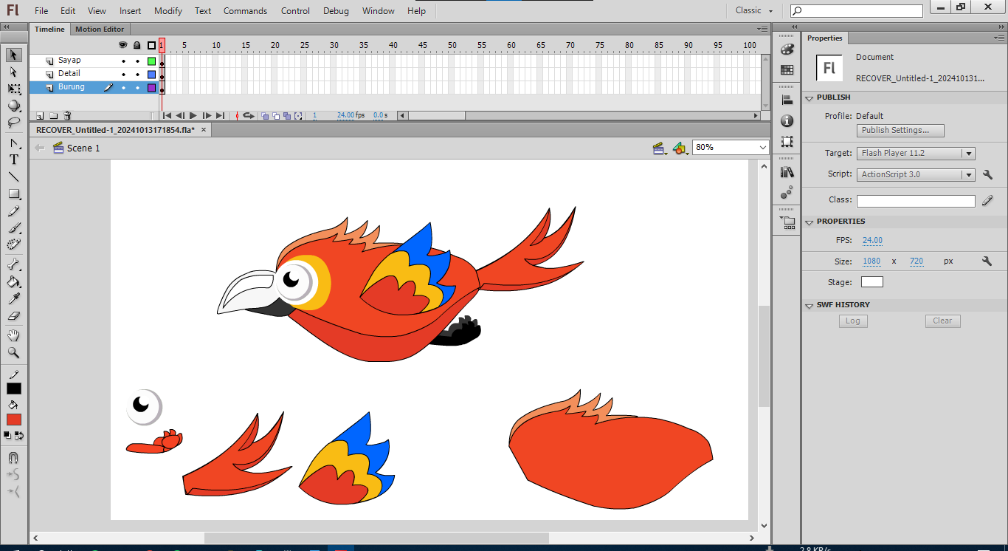 Fl File Edit View Insert Modify Text Commands Control Debug Window Help Classic
Timeline Motion Editor
1 5 10 15 20 25 30 35 40 45 50 55 60 65 70 75 80 85 90 95 100
Sayap
Detail
Burung
1 24.00 fps 0.0 s
RECOVER_Untitled-1_20241013171854.fla* ×
Scene 1 80%
T
Properties
Fl
Document
RECOVER_Untitled-1_202410131...
PUBLISH
Profile: Default
Publish Settings...
Target: Flash Player 11.2
Script: ActionScript 3.0
Class:
PROPERTIES
FPS: 24.00
Size: 1080 x 720 px
Stage:
SWF HISTORY
Log Clear